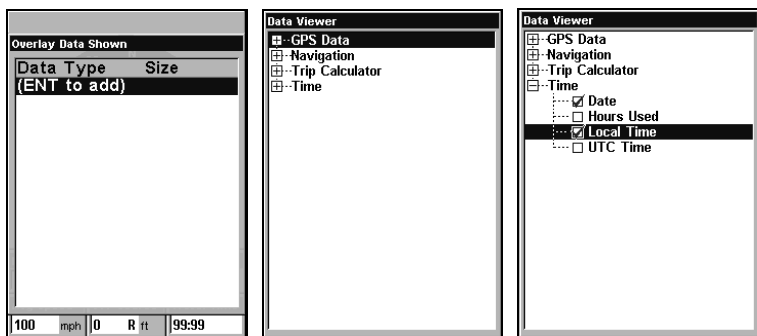 Overlay Data Shown
Data Type Size
(ENT to add)
100 mph 0 R ft 99:99
Data Viewer
GPS Data
Navigation
Trip Calculator
Time
Data Viewer
GPS Data
Navigation
Trip Calculator
Time
Date
Hours Used
Local Time
UTC Time